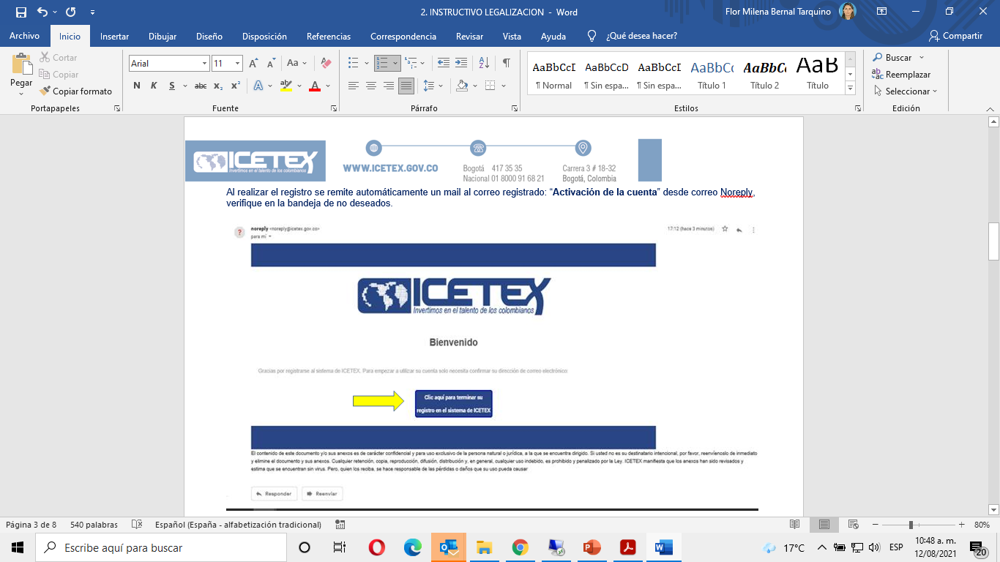 2. INSTRUCTIVO LEGALIZACION - Word
Flor Milena Bernal Tarquino
Archivo Inicio Insertar Dibujar Diseño Disposición Referencias Correspondencia Revisar Vista Ayuda ¿Qué desea hacer? Compartir
Pegar
Cortar
Copiar
Copiar formato
Portapapeles
Arial 11
Aa
N K S abc x₂ x² A ab A
Fuente
Párrafo
AaBbCcI AaBbCcD AaBbCcI AaBbCc AaBbCc AaB
¶ Normal ¶ Sin espa... ¶ Sin espa... Título 1 Título 2 Título
Estilos
Buscar
Reemplazar
Seleccionar
Edición
ICETEX
Invertimos en el talento de los colombianos
WWW.ICETEX.GOV.CO
Bogotá 417 35 35
Nacional 01 8000 91 68 21
Carrera 3 # 18-32
Bogotá, Colombia
Al realizar el registro se remite automáticamente un mail al correo registrado: “Activación de la cuenta” desde correo Noreply,
verifique en la bandeja de no deseados.
?
noreply <noreply@icetex.gov.co>
para mí
17:12 (hace 3 minutos)
ICETEX
Invertimos en el talento de los colombianos
Bienvenido
Gracias por registrarse al sistema de ICETEX. Para empezar a utilizar su cuenta solo necesita confirmar su dirección de correo electrónico:
Clic aquí para terminar su
registro en el sistema de ICETEX
El contenido de este documento y/o sus anexos es de carácter confidencial y para uso exclusivo de la persona natural o jurídica, a la que se encuentra dirigido. Si usted no es su destinatario intencional, por favor, reenvíenoslo de inmediato
y elimine el documento y sus anexos. Cualquier retención, copia, reproducción, difusión, distribución y, en general, cualquier uso indebido, es prohibido y penalizado por la Ley. ICETEX manifiesta que los anexos han sido revisados y
estima que se encuentran sin virus. Pero, quien los reciba, se hace responsable de las pérdidas o daños que su uso pueda causar
Responder Reenviar
Página 3 de 8 540 palabras Español (España - alfabetización tradicional) 80%
Escribe aquí para buscar
17°C ESP
10:48 a. m.
12/08/2021
20